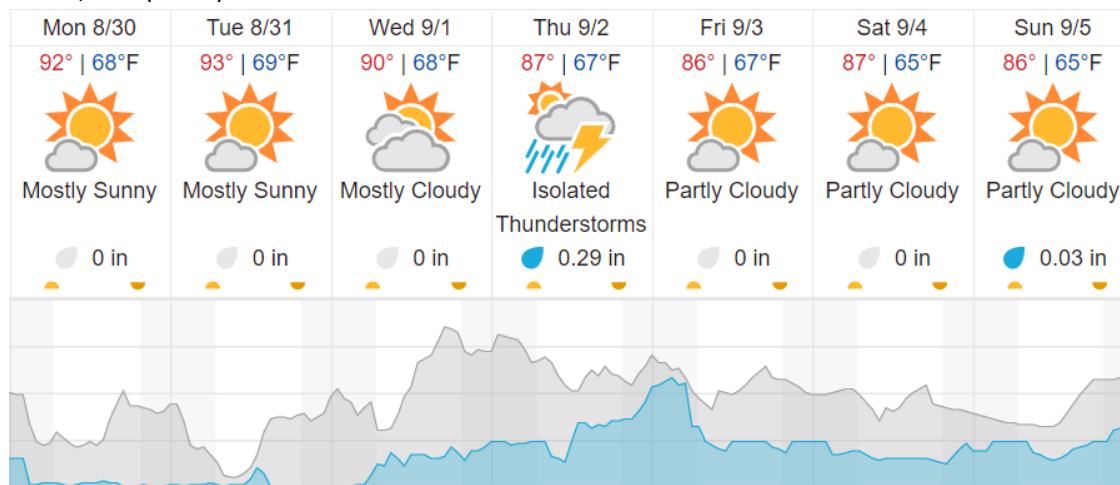 Mon 8/30 Tue 8/31 Wed 9/1 Thu 9/2 Fri 9/3 Sat 9/4 Sun 9/5
92° | 68°F 93° | 69°F 90° | 68°F 87° | 67°F 86° | 67°F 87° | 65°F 86° | 65°F
Mostly Sunny Mostly Sunny Mostly Cloudy Isolated Partly Cloudy Partly Cloudy Partly Cloudy
Thunderstorms
0 in 0 in 0 in 0.29 in 0 in 0 in 0.03 in